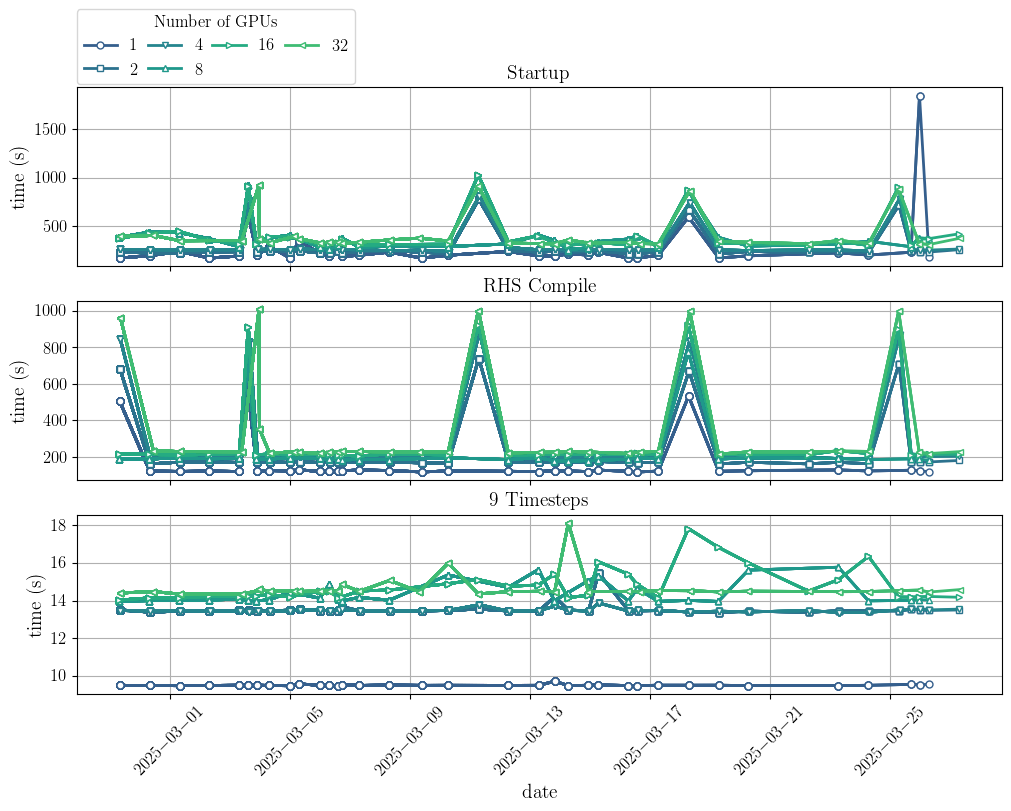 Number of GPUs
1 4 16 32
2 8
Startup
1500
1000
500
time (s)
RHS Compile
1000
800
600
400
200
time (s)
9 Timesteps
18
16
14
12
10
time (s)
2025−03−01 2025−03−05 2025−03−09 2025−03−13 2025−03−17 2025−03−21 2025−03−25
date